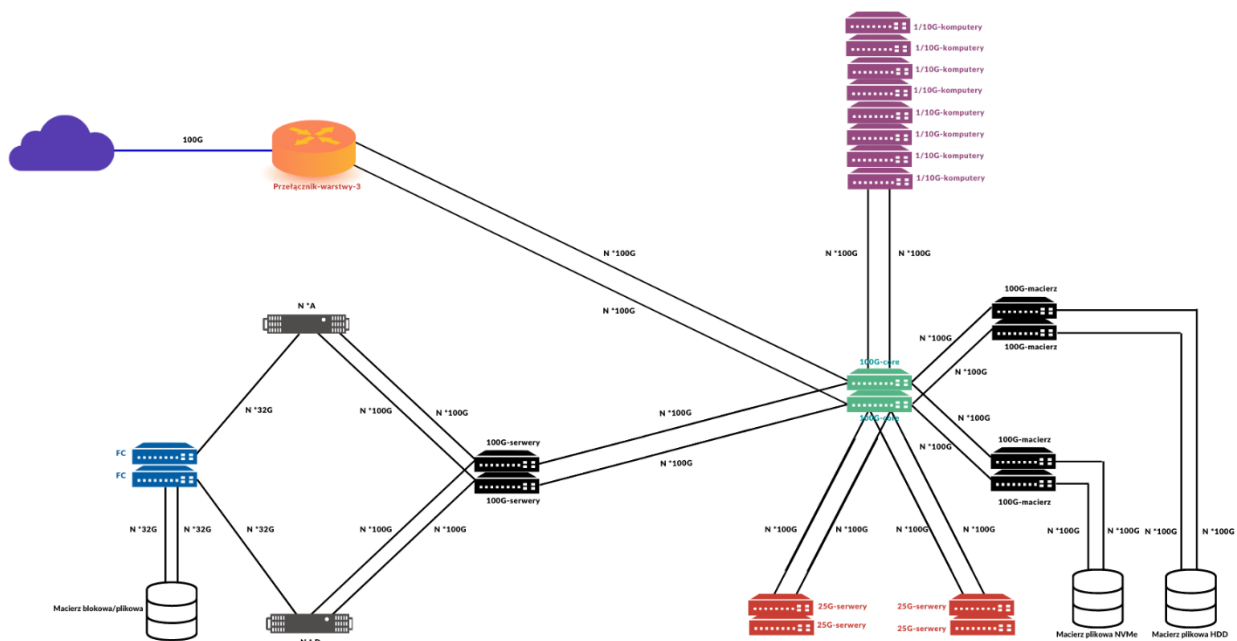 1/10G-komputery
1/10G-komputery
1/10G-komputery
1/10G-komputery
1/10G-komputery
1/10G-komputery
1/10G-komputery
1/10G-komputery
100G
Przełącznik-warstwy-3
N *100G
N *100G
N *100G
N *100G
100G-macierz
100G-macierz
N *A
N *100G
N *100G
100G-core
100G-core
N *32G
N *100G
N *100G
N *100G
N *100G
N *100G
N *100G
100G-serwery
100G-serwery
100G-macierz
100G-macierz
FC
FC
N *32G
N *32G
N *32G
N *100G
N *100G
N *100G
N *100G
N *100G
N *100G
N *100G
N *100G
N *100G
N *100G
Macierz blokowa/plikowa
25G-serwery
25G-serwery
25G-serwery
25G-serwery
Macierz plikowa NVMe
Macierz plikowa HDD